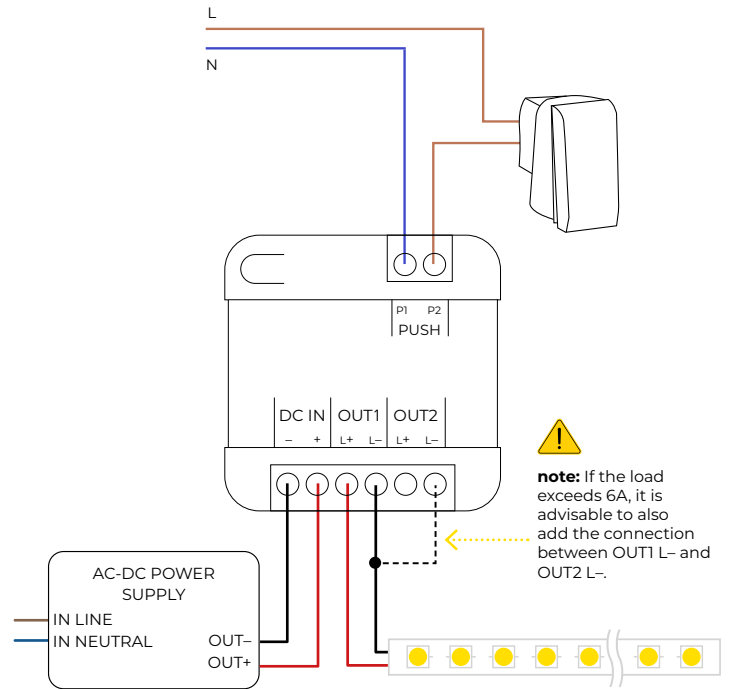 L
N
P1 P2
PUSH
DC IN OUT1 OUT2
– + L+ L– L+ L–
note: If the load
exceeds 6A, it is
advisable to also
add the connection
between OUT1 L– and
OUT2 L–.
AC-DC POWER
SUPPLY
IN LINE
IN NEUTRAL
OUT–
OUT+